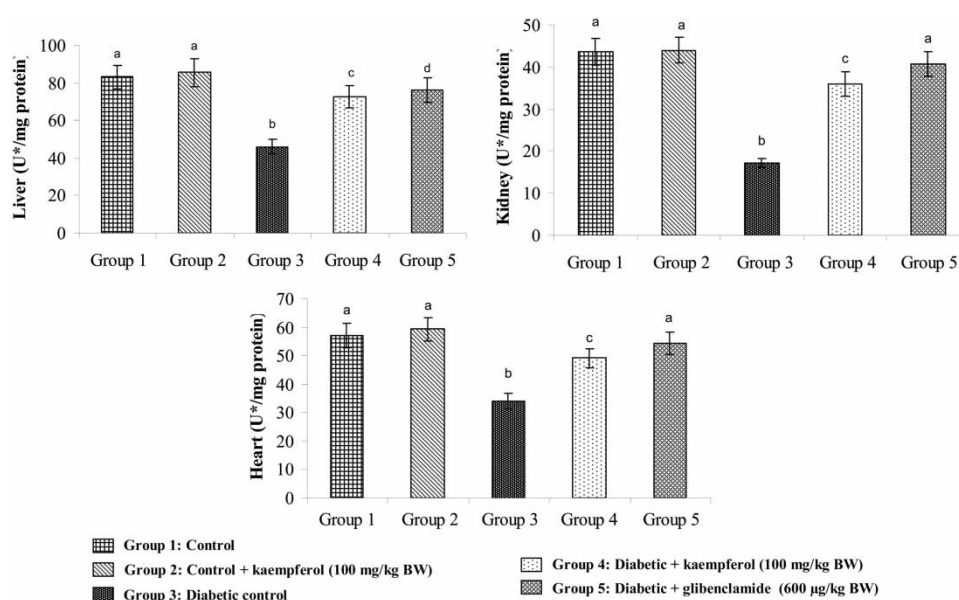 a a b c d
100
80
60
40
20
0
Liver (U*/mg protein)
Group 1 Group 2 Group 3 Group 4 Group 5
a a b c a
50
40
30
20
10
0
Kidney (U*/mg protein)
Group 1 Group 2 Group 3 Group 4 Group 5
a a b c a
70
60
50
40
30
20
10
0
Heart (U*/mg protein)
Group 1 Group 2 Group 3 Group 4 Group 5
Group 1: Control
Group 2: Control + kaempferol (100 mg/kg BW)
Group 3: Diabetic control
Group 4: Diabetic + kaempferol (100 mg/kg BW)
Group 5: Diabetic + glibenclamide (600 µg/kg BW)